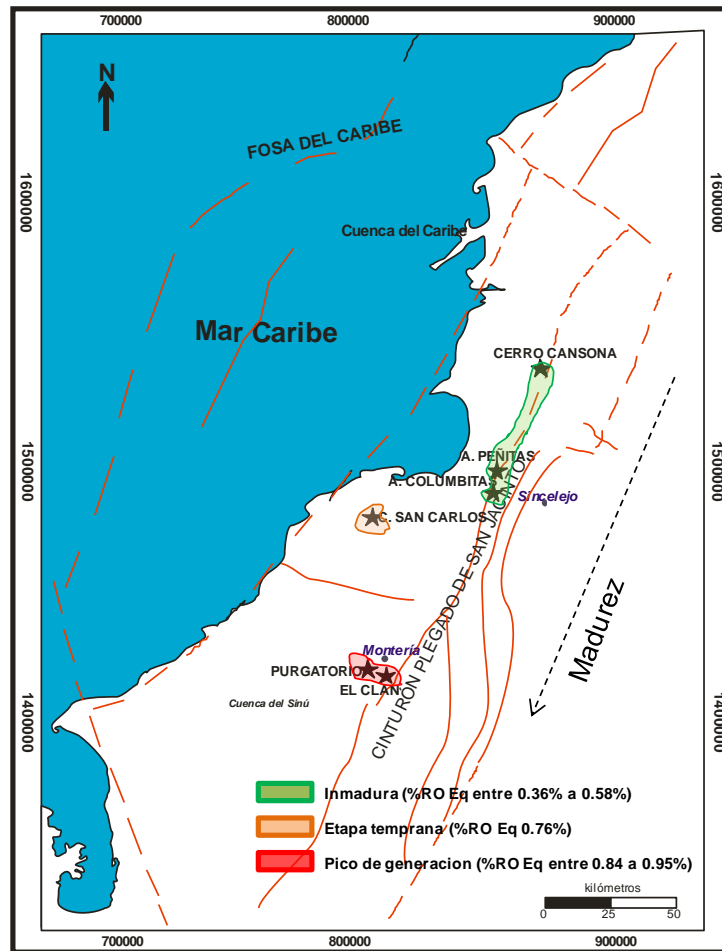 700000
800000
900000
N
FOSA DEL CARIBE
1600000
1600000
Cuenca del Caribe
Mar Caribe
CERRO CANSONA
A. PEÑITAS
A. COLUMBITAS
Sincelejo
1500000
1500000
C. SAN CARLOS
CINTURÓN PLEGADO DE SAN JACINTO
Madurez
Montería
PURGATORIO
EL CLAN
Cuenca del Sinú
1400000
1400000
Inmadura (%RO Eq entre 0.36% a 0.58%)
Etapa temprana (%RO Eq 0.76%)
Pico de generacion (%RO Eq entre 0.84 a 0.95%)
kilómetros
0 25 50
700000
800000
900000